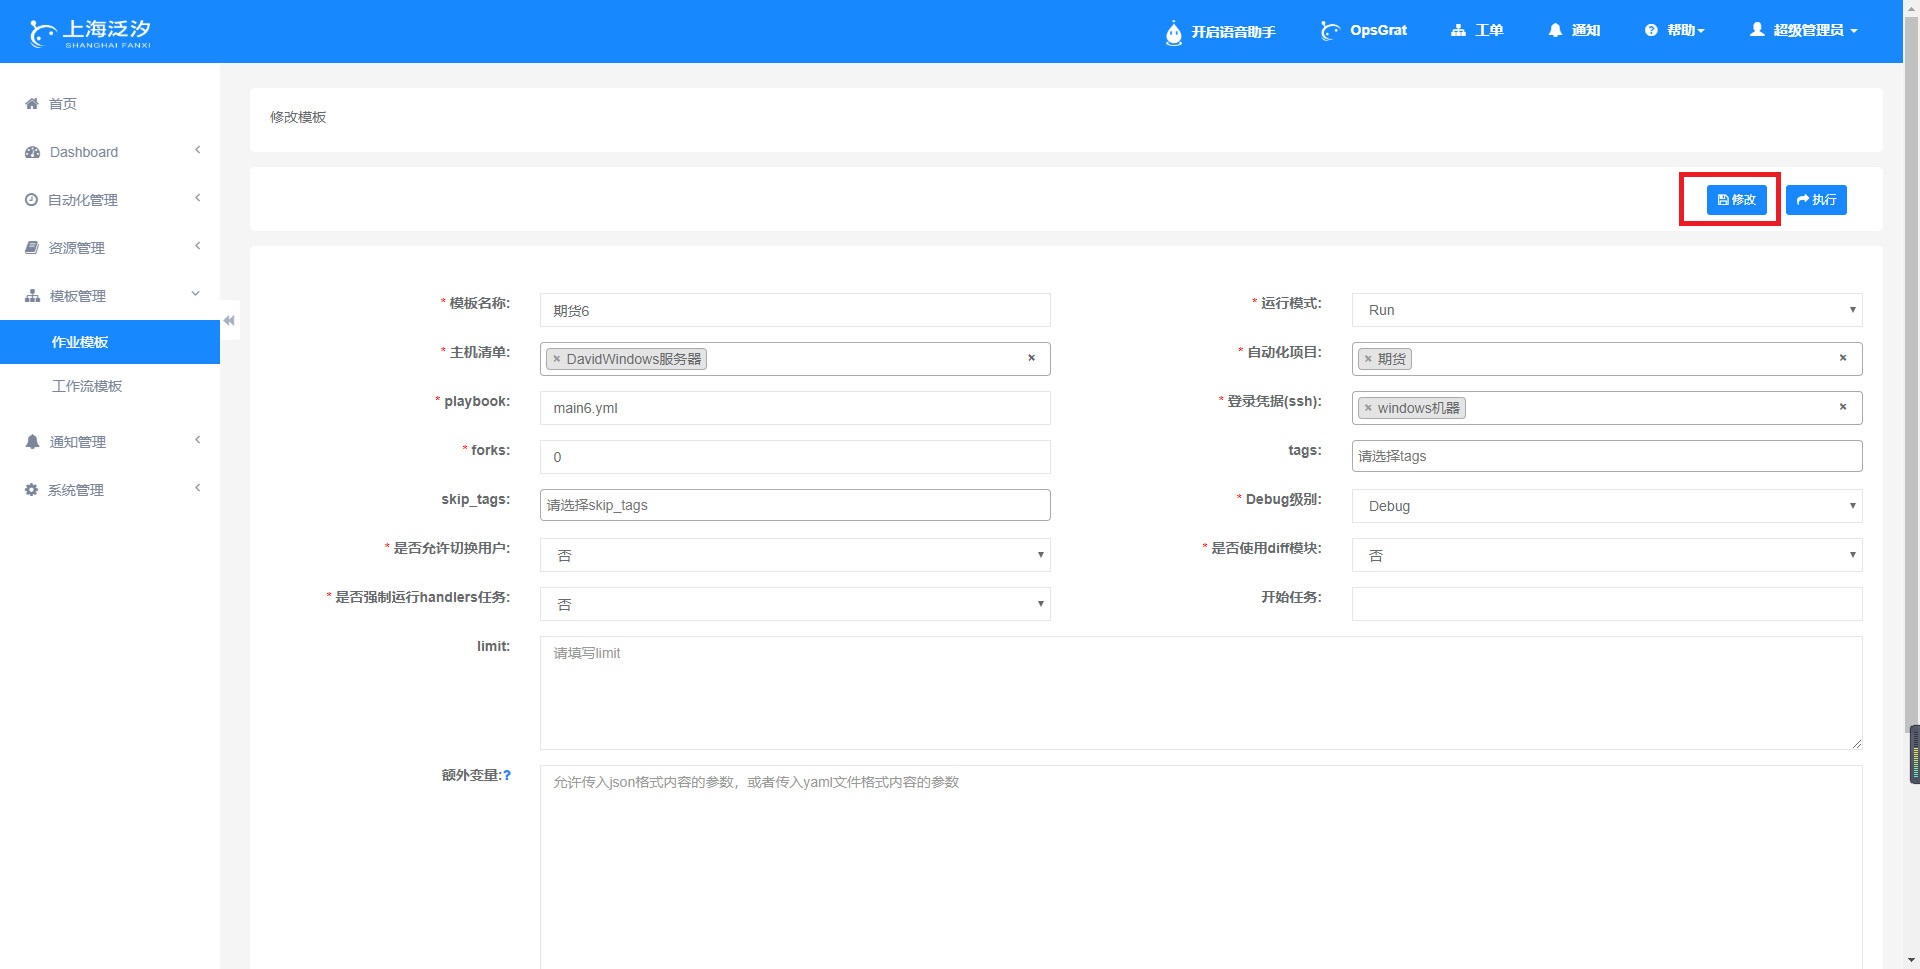 上海泛汐
SHANGHAI FANXI
开启语音助手
OpsGrat
工单
通知
帮助
超级管理员
首页
Dashboard
自动化管理
资源管理
模板管理
作业模板
工作流模板
通知管理
系统管理
修改模板
修改
执行
* 模板名称:
期货6
* 运行模式:
Run
* 主机清单:
× DavidWindows服务器
×
* 自动化项目:
× 期货
×
* playbook:
main6.yml
* 登录凭据(ssh):
× windows机器
×
* forks:
0
tags:
请选择tags
skip_tags:
请选择skip_tags
* Debug级别:
Debug
* 是否允许切换用户:
否
* 是否使用diff模块:
否
* 是否强制运行handlers任务:
否
开始任务:
limit:
请填写limit
额外变量:?
允许传入json格式内容的参数，或者传入yaml文件格式内容的参数